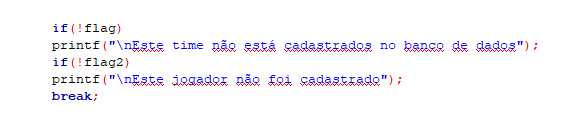 if(!flag)
printf("\nEste time não está cadastrados no banco de dados");
if(!flag2)
printf("\nEste jogador não foi cadastrado");
break;